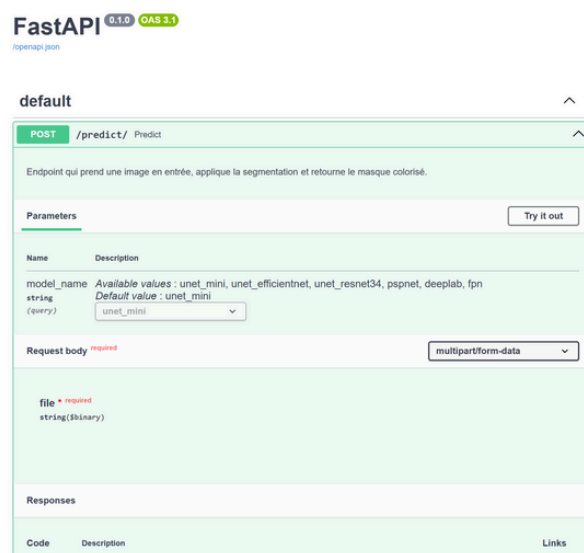 FastAPI 0.1.0 OAS 3.1
/openapi.json
default
POST /predict/ Predict
Endpoint qui prend une image en entrée, applique la segmentation et retourne le masque colorisé.
Parameters Try it out
Name Description
model_name Available values : unet_mini, unet_efficientnet, unet_resnet34, pspnet, deeplab, fpn
string Default value : unet_mini
(query) unet_mini
Request body required multipart/form-data
file * required
string($binary)
Responses
Code Description Links